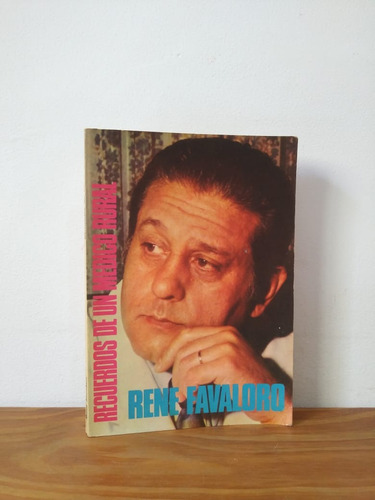 RECUERDOS DE UN MEDICO RURAL
RENE FAVALORO